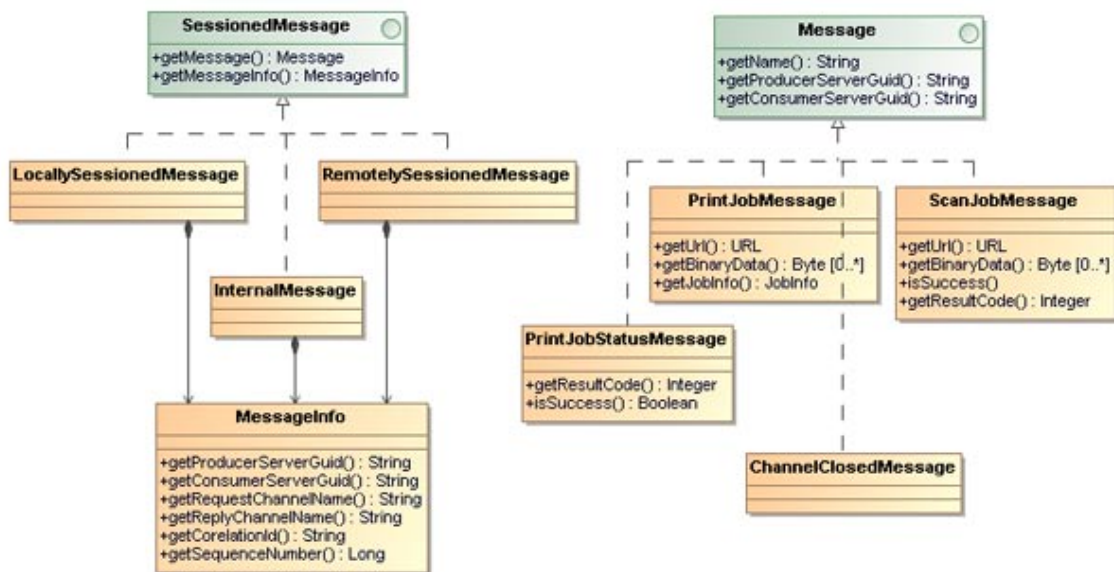 SessionedMessage
+getMessage() : Message
+getMessageInfo() : MessageInfo
LocallySessionedMessage
RemotelySessionedMessage
InternalMessage
MessageInfo
+getProducerServerGuid() : String
+getConsumerServerGuid() : String
+getRequestChannelName() : String
+getReplyChannelName() : String
+getCorelationId() : String
+getSequenceNumber() : Long
Message
+getName() : String
+getProducerServerGuid() : String
+getConsumerServerGuid() : String
PrintJobMessage
+getUrl() : URL
+getBinaryData() : Byte [0..*]
+getJobInfo() : JobInfo
ScanJobMessage
+getUrl() : URL
+getBinaryData() : Byte [0..*]
+isSuccess()
+getResultCode() : Integer
PrintJobStatusMessage
+getResultCode() : Integer
+isSuccess() : Boolean
ChannelClosedMessage